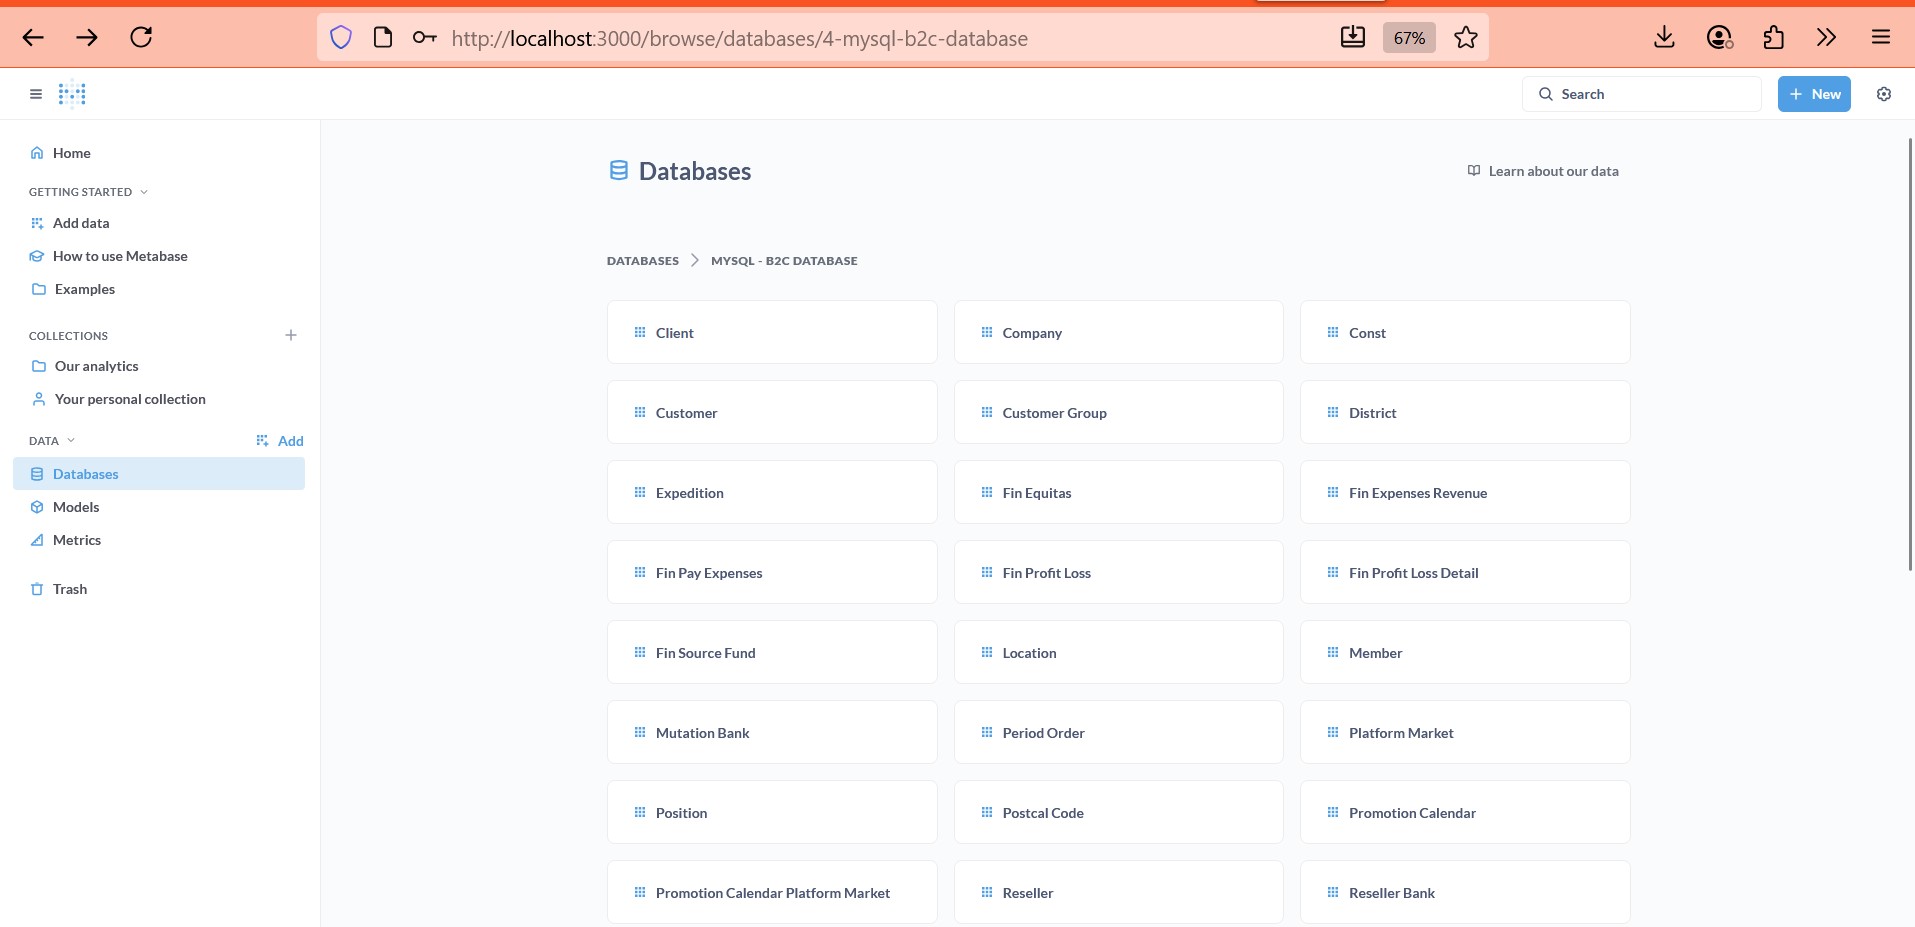 http://localhost:3000/browse/databases/4-mysql-b2c-database
67%
Search
New
Home
GETTING STARTED
Add data
How to use Metabase
Examples
COLLECTIONS
Our analytics
Your personal collection
DATA
Add
Databases
Models
Metrics
Trash
Databases
Learn about our data
DATABASES
MYSQL - B2C DATABASE
Client
Company
Const
Customer
Customer Group
District
Expedition
Fin Equitas
Fin Expenses Revenue
Fin Pay Expenses
Fin Profit Loss
Fin Profit Loss Detail
Fin Source Fund
Location
Member
Mutation Bank
Period Order
Platform Market
Position
Postcal Code
Promotion Calendar
Promotion Calendar Platform Market
Reseller
Reseller Bank